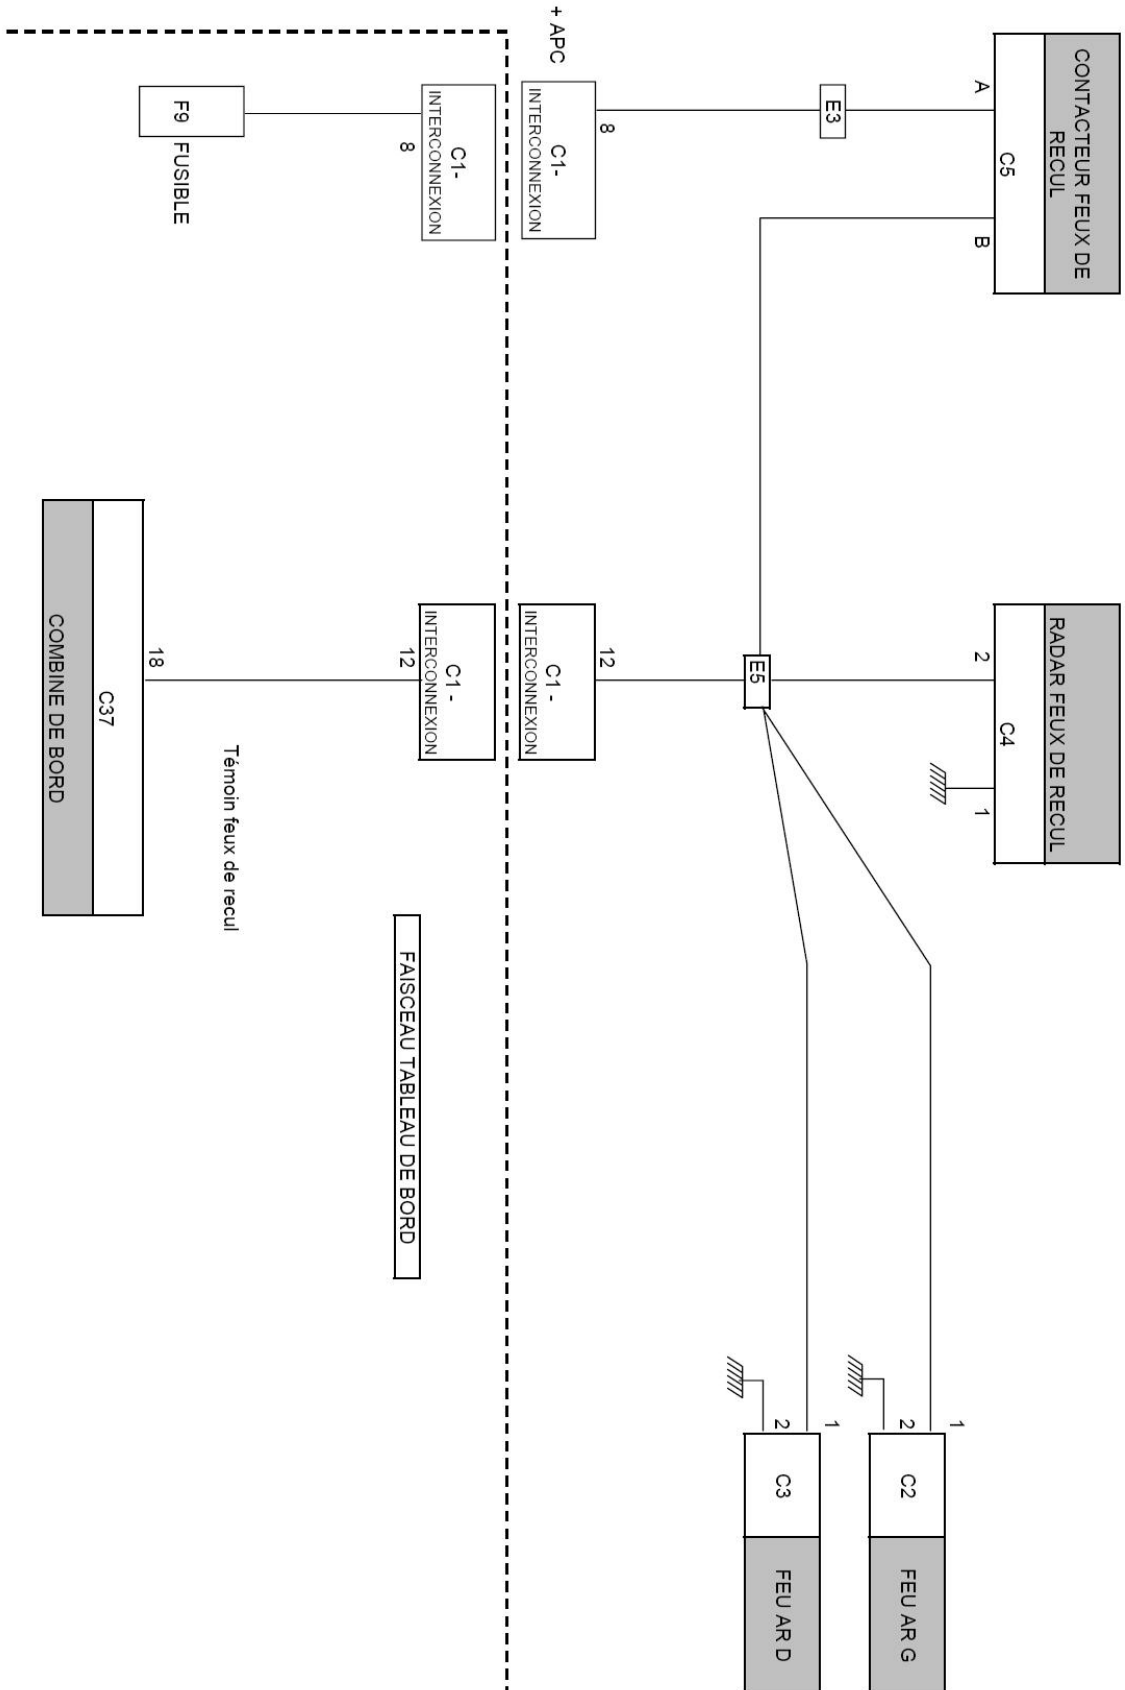 CONTACTEUR FEUX DE
RECUL
C5
A
B
RADAR FEUX DE RECUL
C4
2
1
1
2
C2
FEU AR G
E3
E5
1
2
C3
FEU AR D
8
12
+ APC
C1-
INTERCONNEXION
C1 -
INTERCONNEXION
C1-
INTERCONNEXION
8
C1 -
INTERCONNEXION
12
FAISCEAU TABLEAU DE BORD
Témoin feux de recul
F9 FUSIBLE
18
C37
COMBINE DE BORD